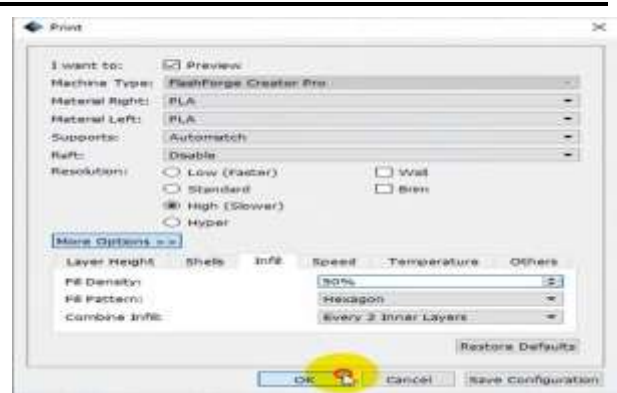 Print
I want to: Preview
Machine Type: FlashForge Creator Pro
Material Right: PLA
Material Left: PLA
Supports: Automatch
Raft: Disable
Resolution: Low (Faster) Wall
Standard Brim
High (Slower)
Hyper
More Options >>
Layer Height Shells Infill Speed Temperature Others
Fill Density: 50%
Fill Pattern: Hexagon
Combine Infill: Every 2 Inner Layers
Restore Defaults
OK Cancel Save Configuration